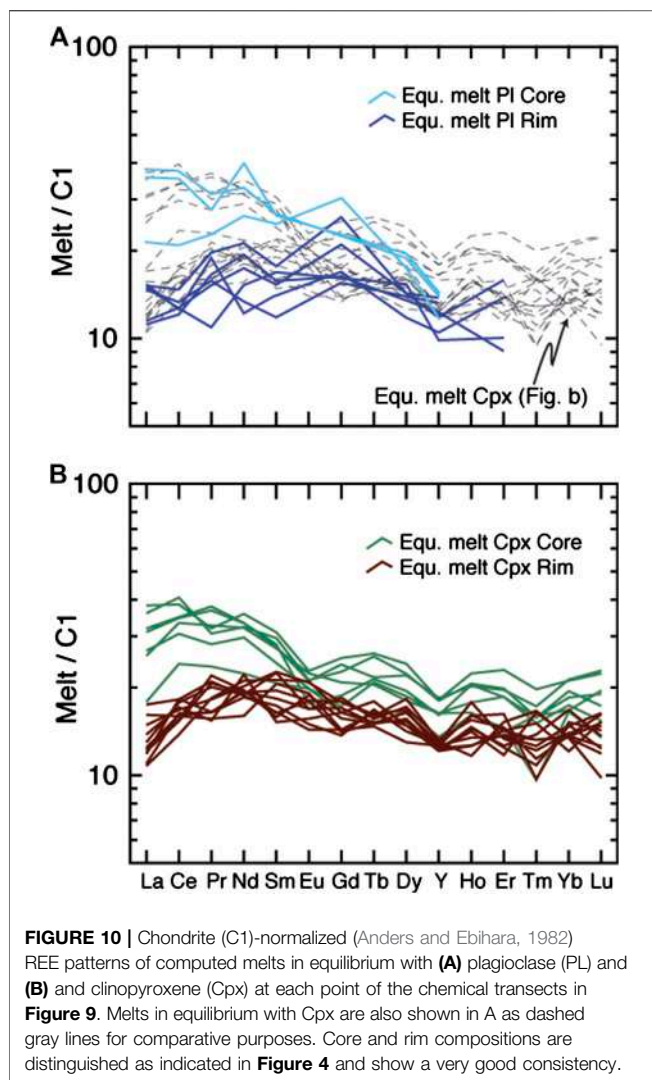 A
100
Equ. melt Pl Core
Equ. melt Pl Rim
Melt / C1
10
Equ. melt Cpx (Fig. b)
B
100
Equ. melt Cpx Core
Equ. melt Cpx Rim
Melt / C1
10
La Ce Pr Nd Sm Eu Gd Tb Dy Y Ho Er Tm Yb Lu
FIGURE 10 | Chondrite (C1)-normalized (Anders and Ebihara, 1982)
REE patterns of computed melts in equilibrium with (A) plagioclase (PL) and
(B) and clinopyroxene (Cpx) at each point of the chemical transects in
Figure 9. Melts in equilibrium with Cpx are also shown in A as dashed
gray lines for comparative purposes. Core and rim compositions are
distinguished as indicated in Figure 4 and show a very good consistency.